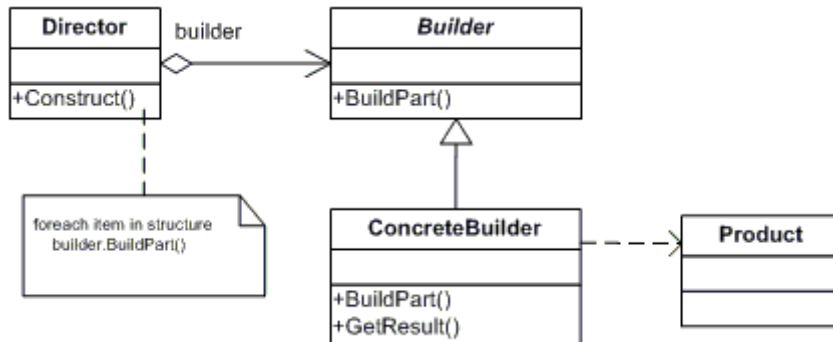 Director
builder
Builder
+Construct()
+BuildPart()
foreach item in structure
builder.BuildPart()
ConcreteBuilder
Product
+BuildPart()
+GetResult()